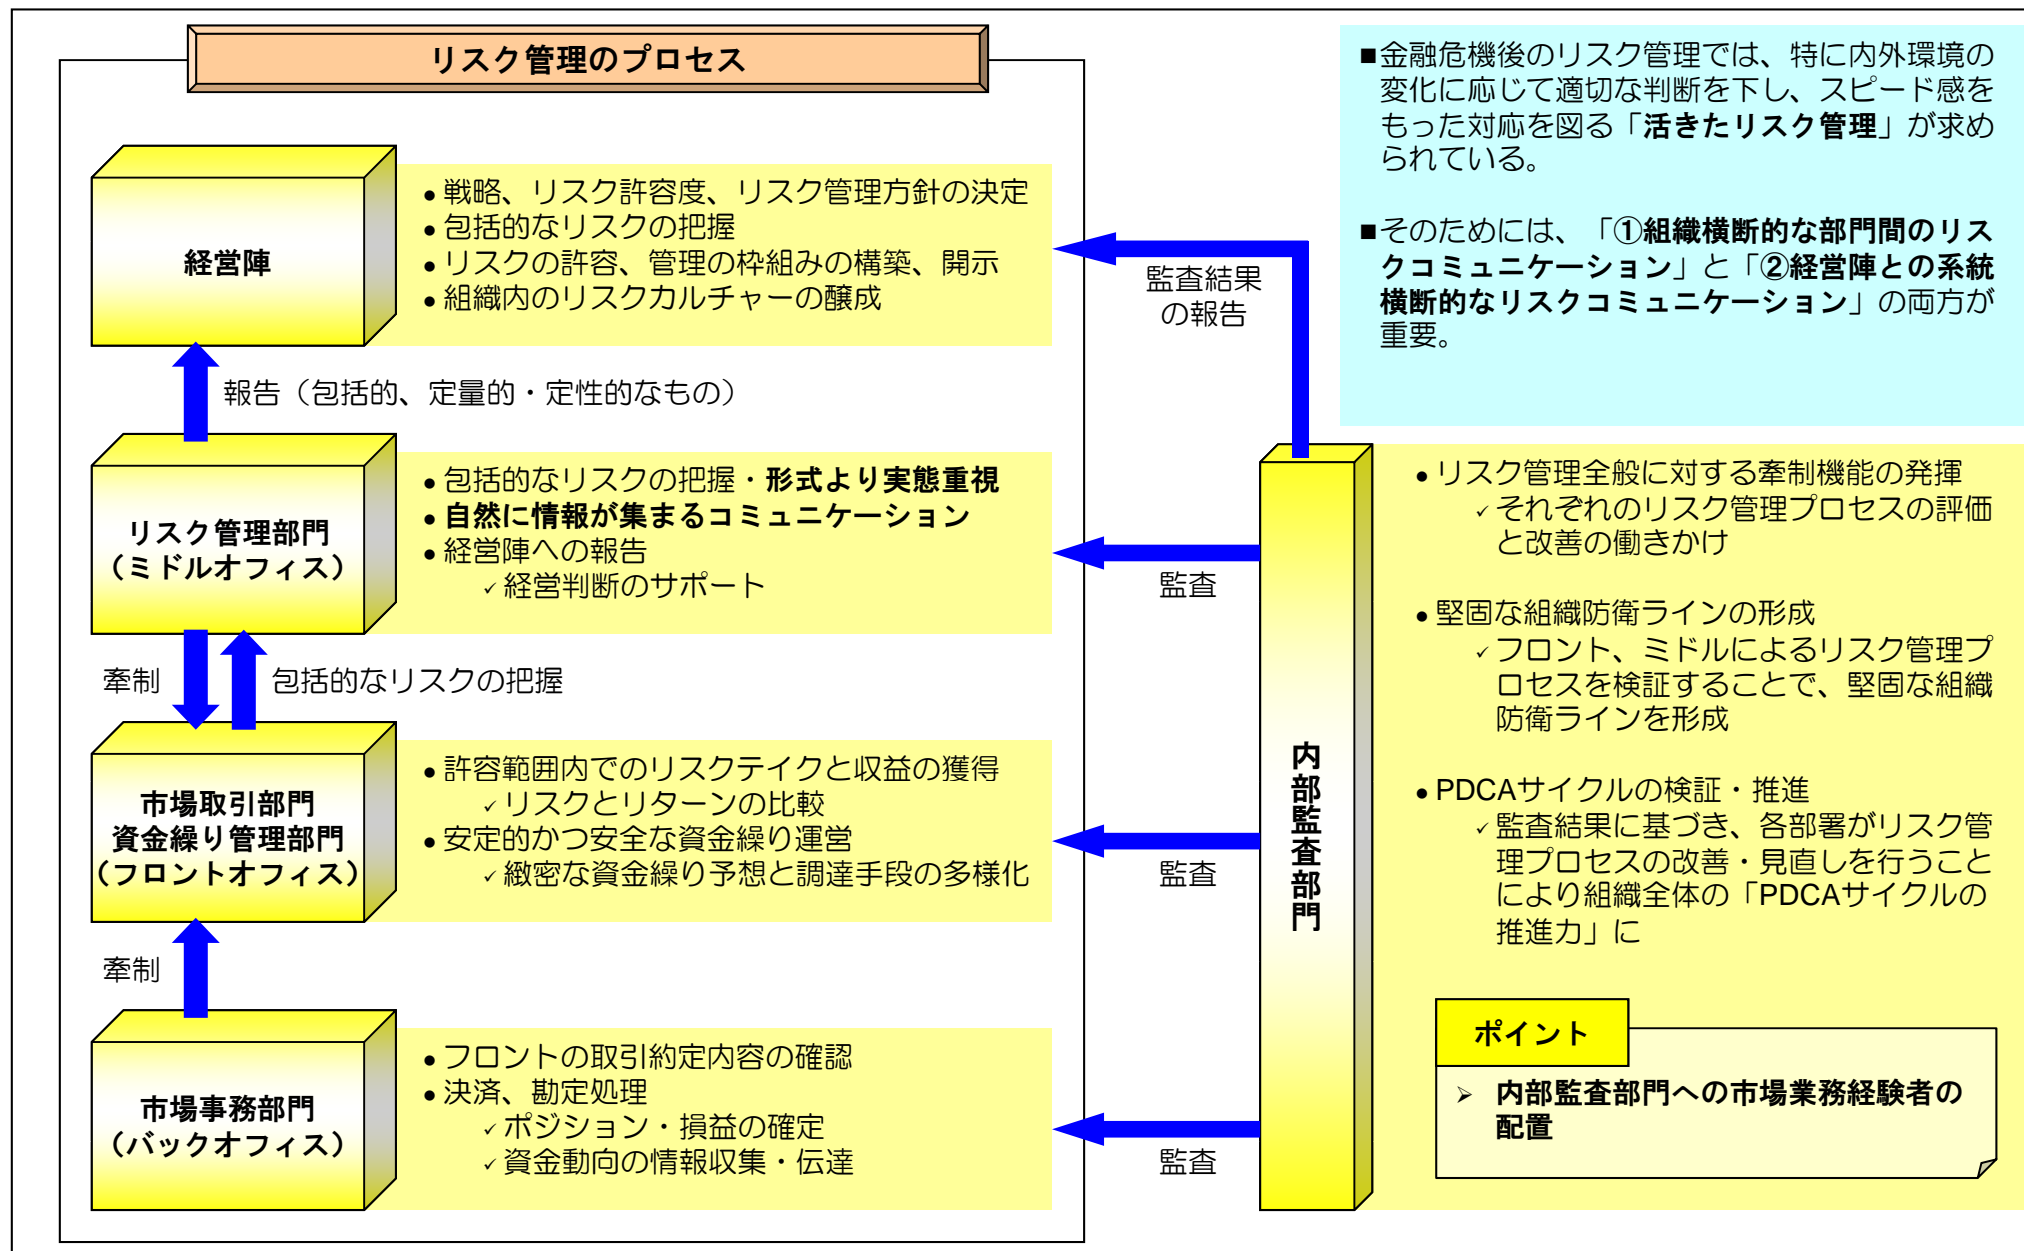 リスク管理のプロセス
経営陣
●戦略、リスク許容度、リスク管理方針の決定
●包括的なリスクの把握
●リスクの許容、管理の枠組みの構築、開示
●組織内のリスクカルチャーの醸成
報告（包括的、定量的・定性的なもの）
リスク管理部門
（ミドルオフィス）
●包括的なリスクの把握・形式より実態重視
●自然に情報が集まるコミュニケーション
●経営陣への報告
✓経営判断のサポート
牽制
包括的なリスクの把握
市場取引部門
資金繰り管理部門
（フロントオフィス）
●許容範囲内でのリスクテイクと収益の獲得
✓リスクとリターンの比較
●安定的かつ安全な資金繰り運営
✓緻密な資金繰り予想と調達手段の多様化
牽制
市場事務部門
（バックオフィス）
●フロントの取引約定内容の確認
●決済、勘定処理
✓ポジション・損益の確定
✓資金動向の情報収集・伝達
監査結果
の報告
監査
監査
監査
内部監査部門
■金融危機後のリスク管理では、特に内外環境の
変化に応じて適切な判断を下し、スピード感を
もった対応を図る「活きたリスク管理」が求め
られている。
■そのためには、「①組織横断的な部門間のリス
クコミュニケーション」と「②経営陣との系統
横断的なリスクコミュニケーション」の両方が
重要。
●リスク管理全般に対する牽制機能の発揮
✓それぞれのリスク管理プロセスの評価
と改善の働きかけ
●堅固な組織防衛ラインの形成
✓フロント、ミドルによるリスク管理プ
ロセスを検証することで、堅固な組織
防衛ラインを形成
●PDCAサイクルの検証・推進
✓監査結果に基づき、各部署がリスク管
理プロセスの改善・見直しを行うこと
により組織全体の「PDCAサイクルの
推進力」に
ポイント
➢ 内部監査部門への市場業務経験者の
配置